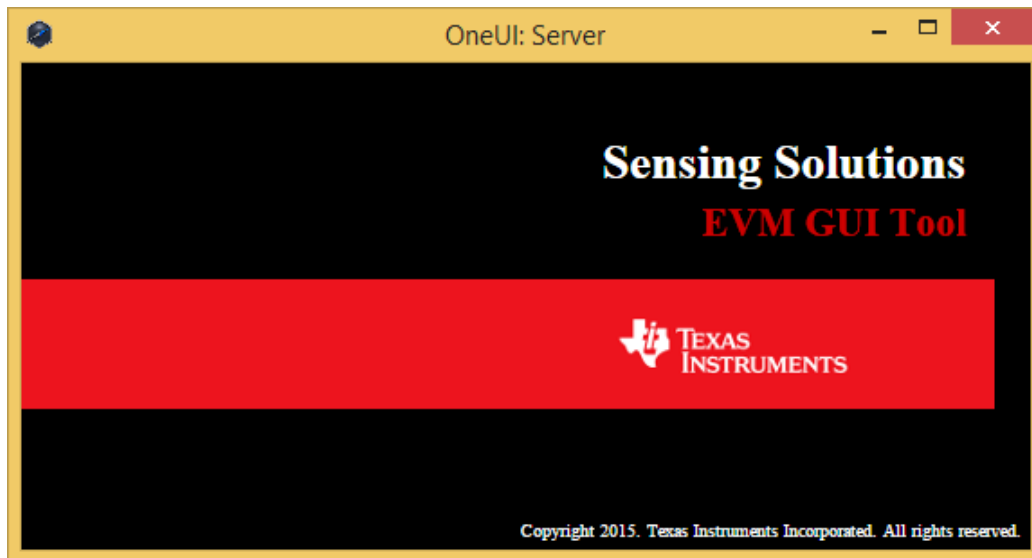 OneUI: Server
Sensing Solutions
EVM GUI Tool
TEXAS
INSTRUMENTS
Copyright 2015. Texas Instruments Incorporated. All rights reserved.